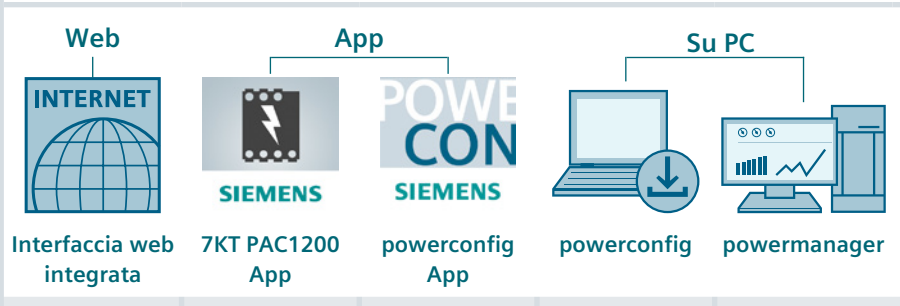 Web
App
Su PC
INTERNET
POWE
CON
SIEMENS
SIEMENS
Interfaccia web
integrata
7KT PAC1200
App
powerconfig
App
powerconfig
powermanager